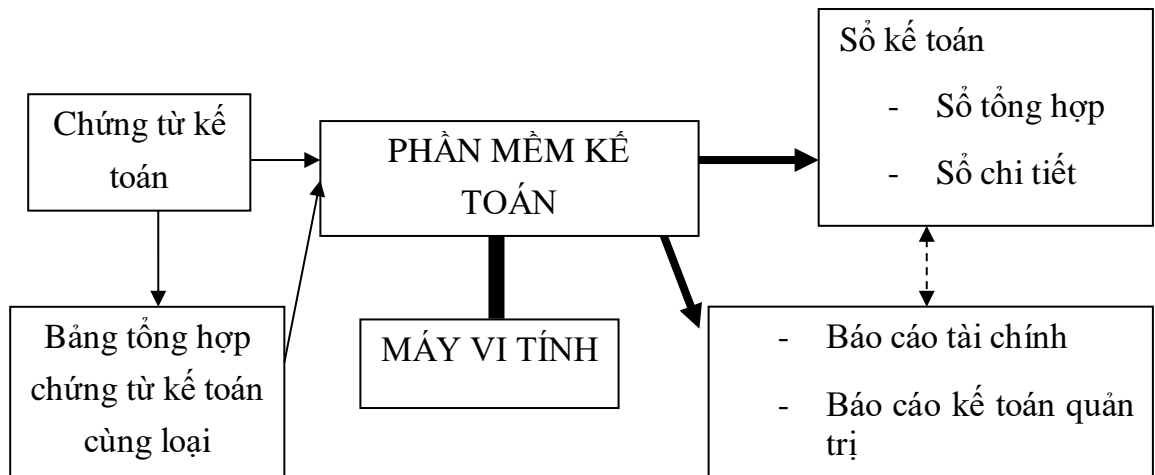 Chứng từ kế
toán
Bảng tổng hợp
chứng từ kế toán
cùng loại
PHẦN MỀM KẾ
TOÁN
MÁY VI TÍNH
Sổ kế toán
- Sổ tổng hợp
- Sổ chi tiết
- Báo cáo tài chính
- Báo cáo kế toán quản
trị